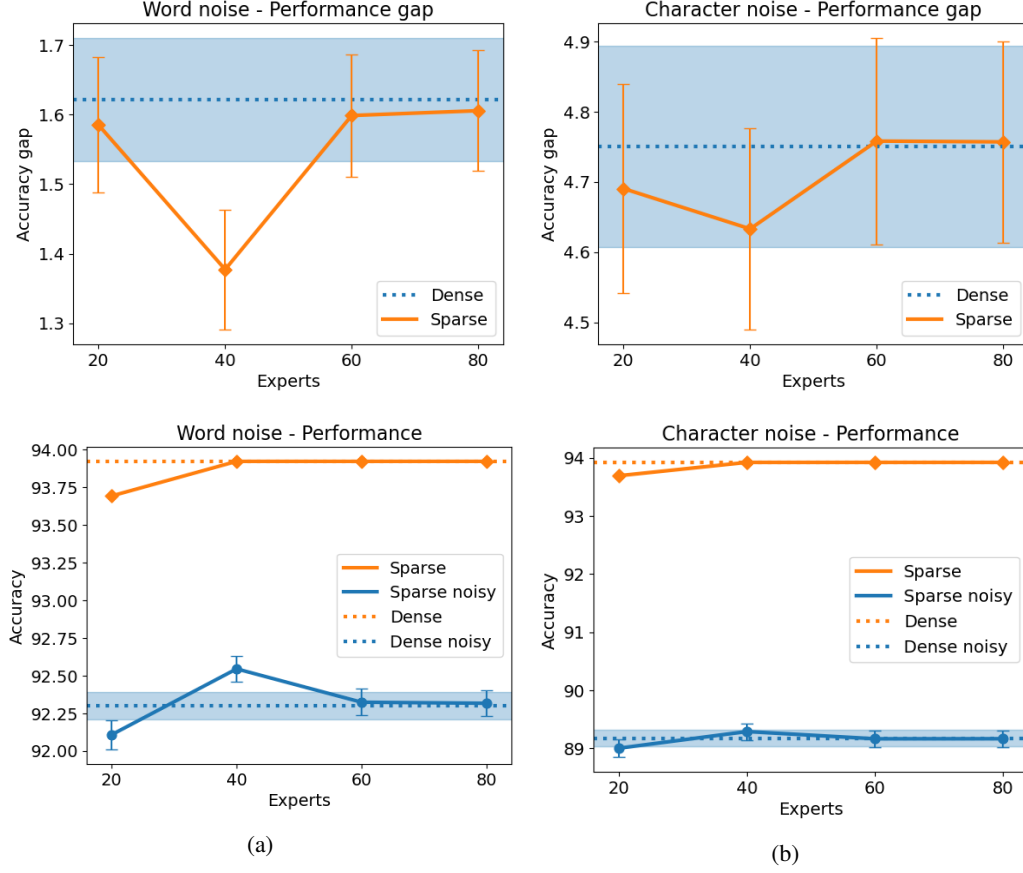 Word noise - Performance gap
1.7
1.6
1.5
1.4
1.3
Accuracy gap
Dense
Sparse
20 40 60 80
Experts
Character noise - Performance gap
4.9
4.8
4.7
4.6
4.5
Accuracy gap
Dense
Sparse
20 40 60 80
Experts
Word noise - Performance
94.00
93.75
93.50
93.25
93.00
92.75
92.50
92.25
92.00
Accuracy
Sparse
Sparse noisy
Dense
Dense noisy
20 40 60 80
Experts
(a)
Character noise - Performance
94
93
92
91
90
89
Accuracy
Sparse
Sparse noisy
Dense
Dense noisy
20 40 60 80
Experts
(b)